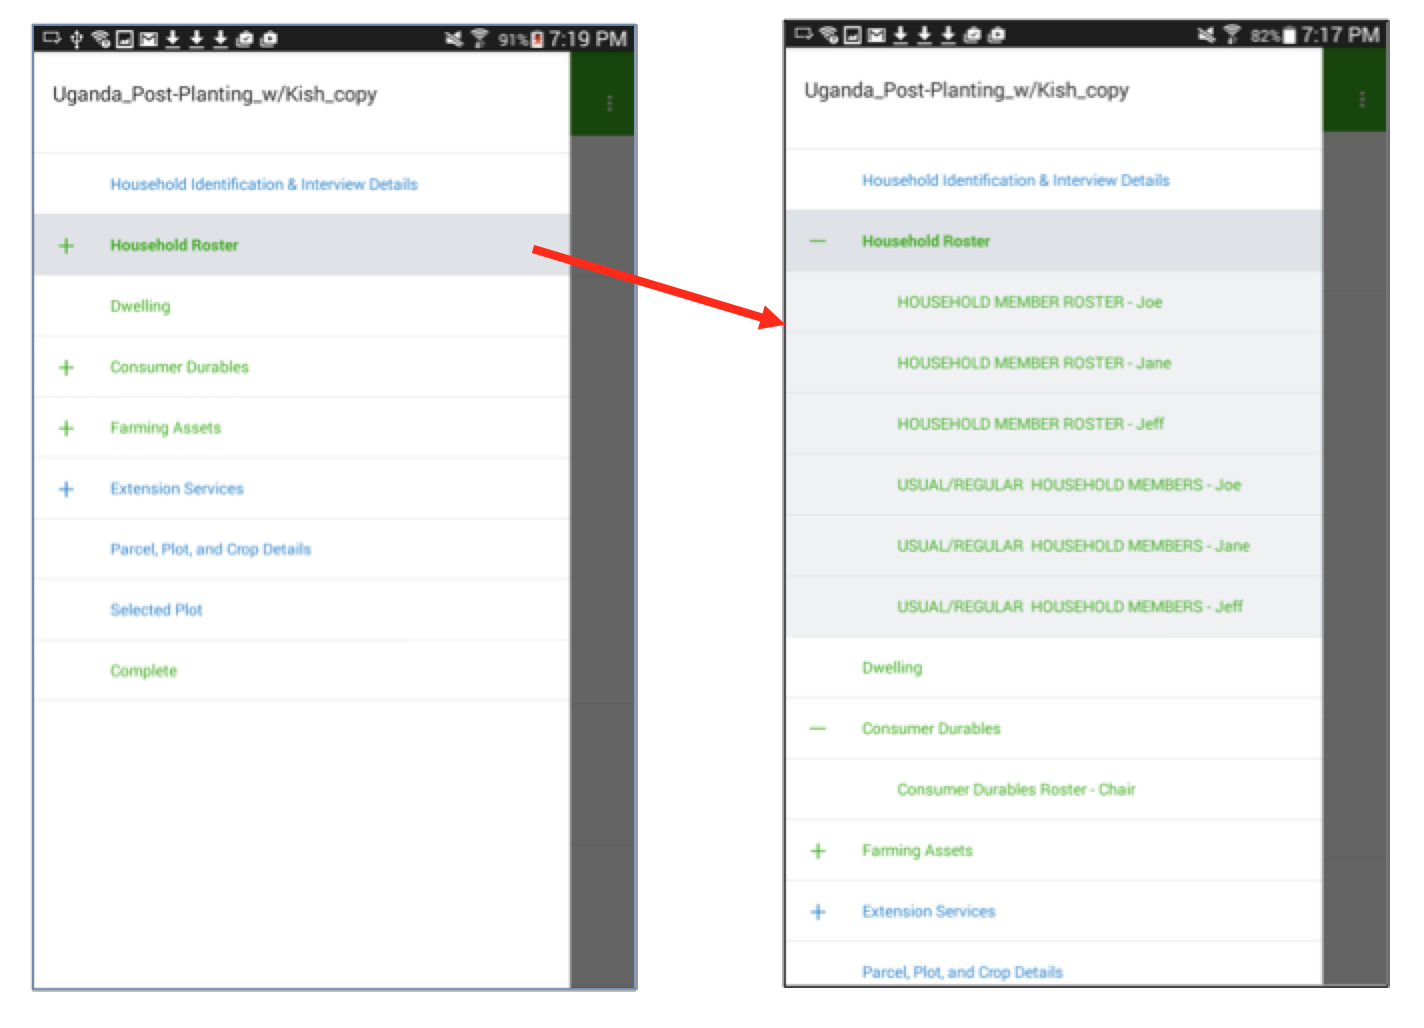 91% 7:19 PM
Uganda_Post-Planting_w/Kish_copy
Household Identification & Interview Details
+ Household Roster
Dwelling
+ Consumer Durables
+ Farming Assets
+ Extension Services
Parcel, Plot, and Crop Details
Selected Plot
Complete
82% 7:17 PM
Uganda_Post-Planting_w/Kish_copy
Household Identification & Interview Details
— Household Roster
HOUSEHOLD MEMBER ROSTER - Joe
HOUSEHOLD MEMBER ROSTER - Jane
HOUSEHOLD MEMBER ROSTER - Jeff
USUAL/REGULAR HOUSEHOLD MEMBERS - Joe
USUAL/REGULAR HOUSEHOLD MEMBERS - Jane
USUAL/REGULAR HOUSEHOLD MEMBERS - Jeff
Dwelling
— Consumer Durables
Consumer Durables Roster - Chair
+ Farming Assets
+ Extension Services
Parcel, Plot, and Crop Details